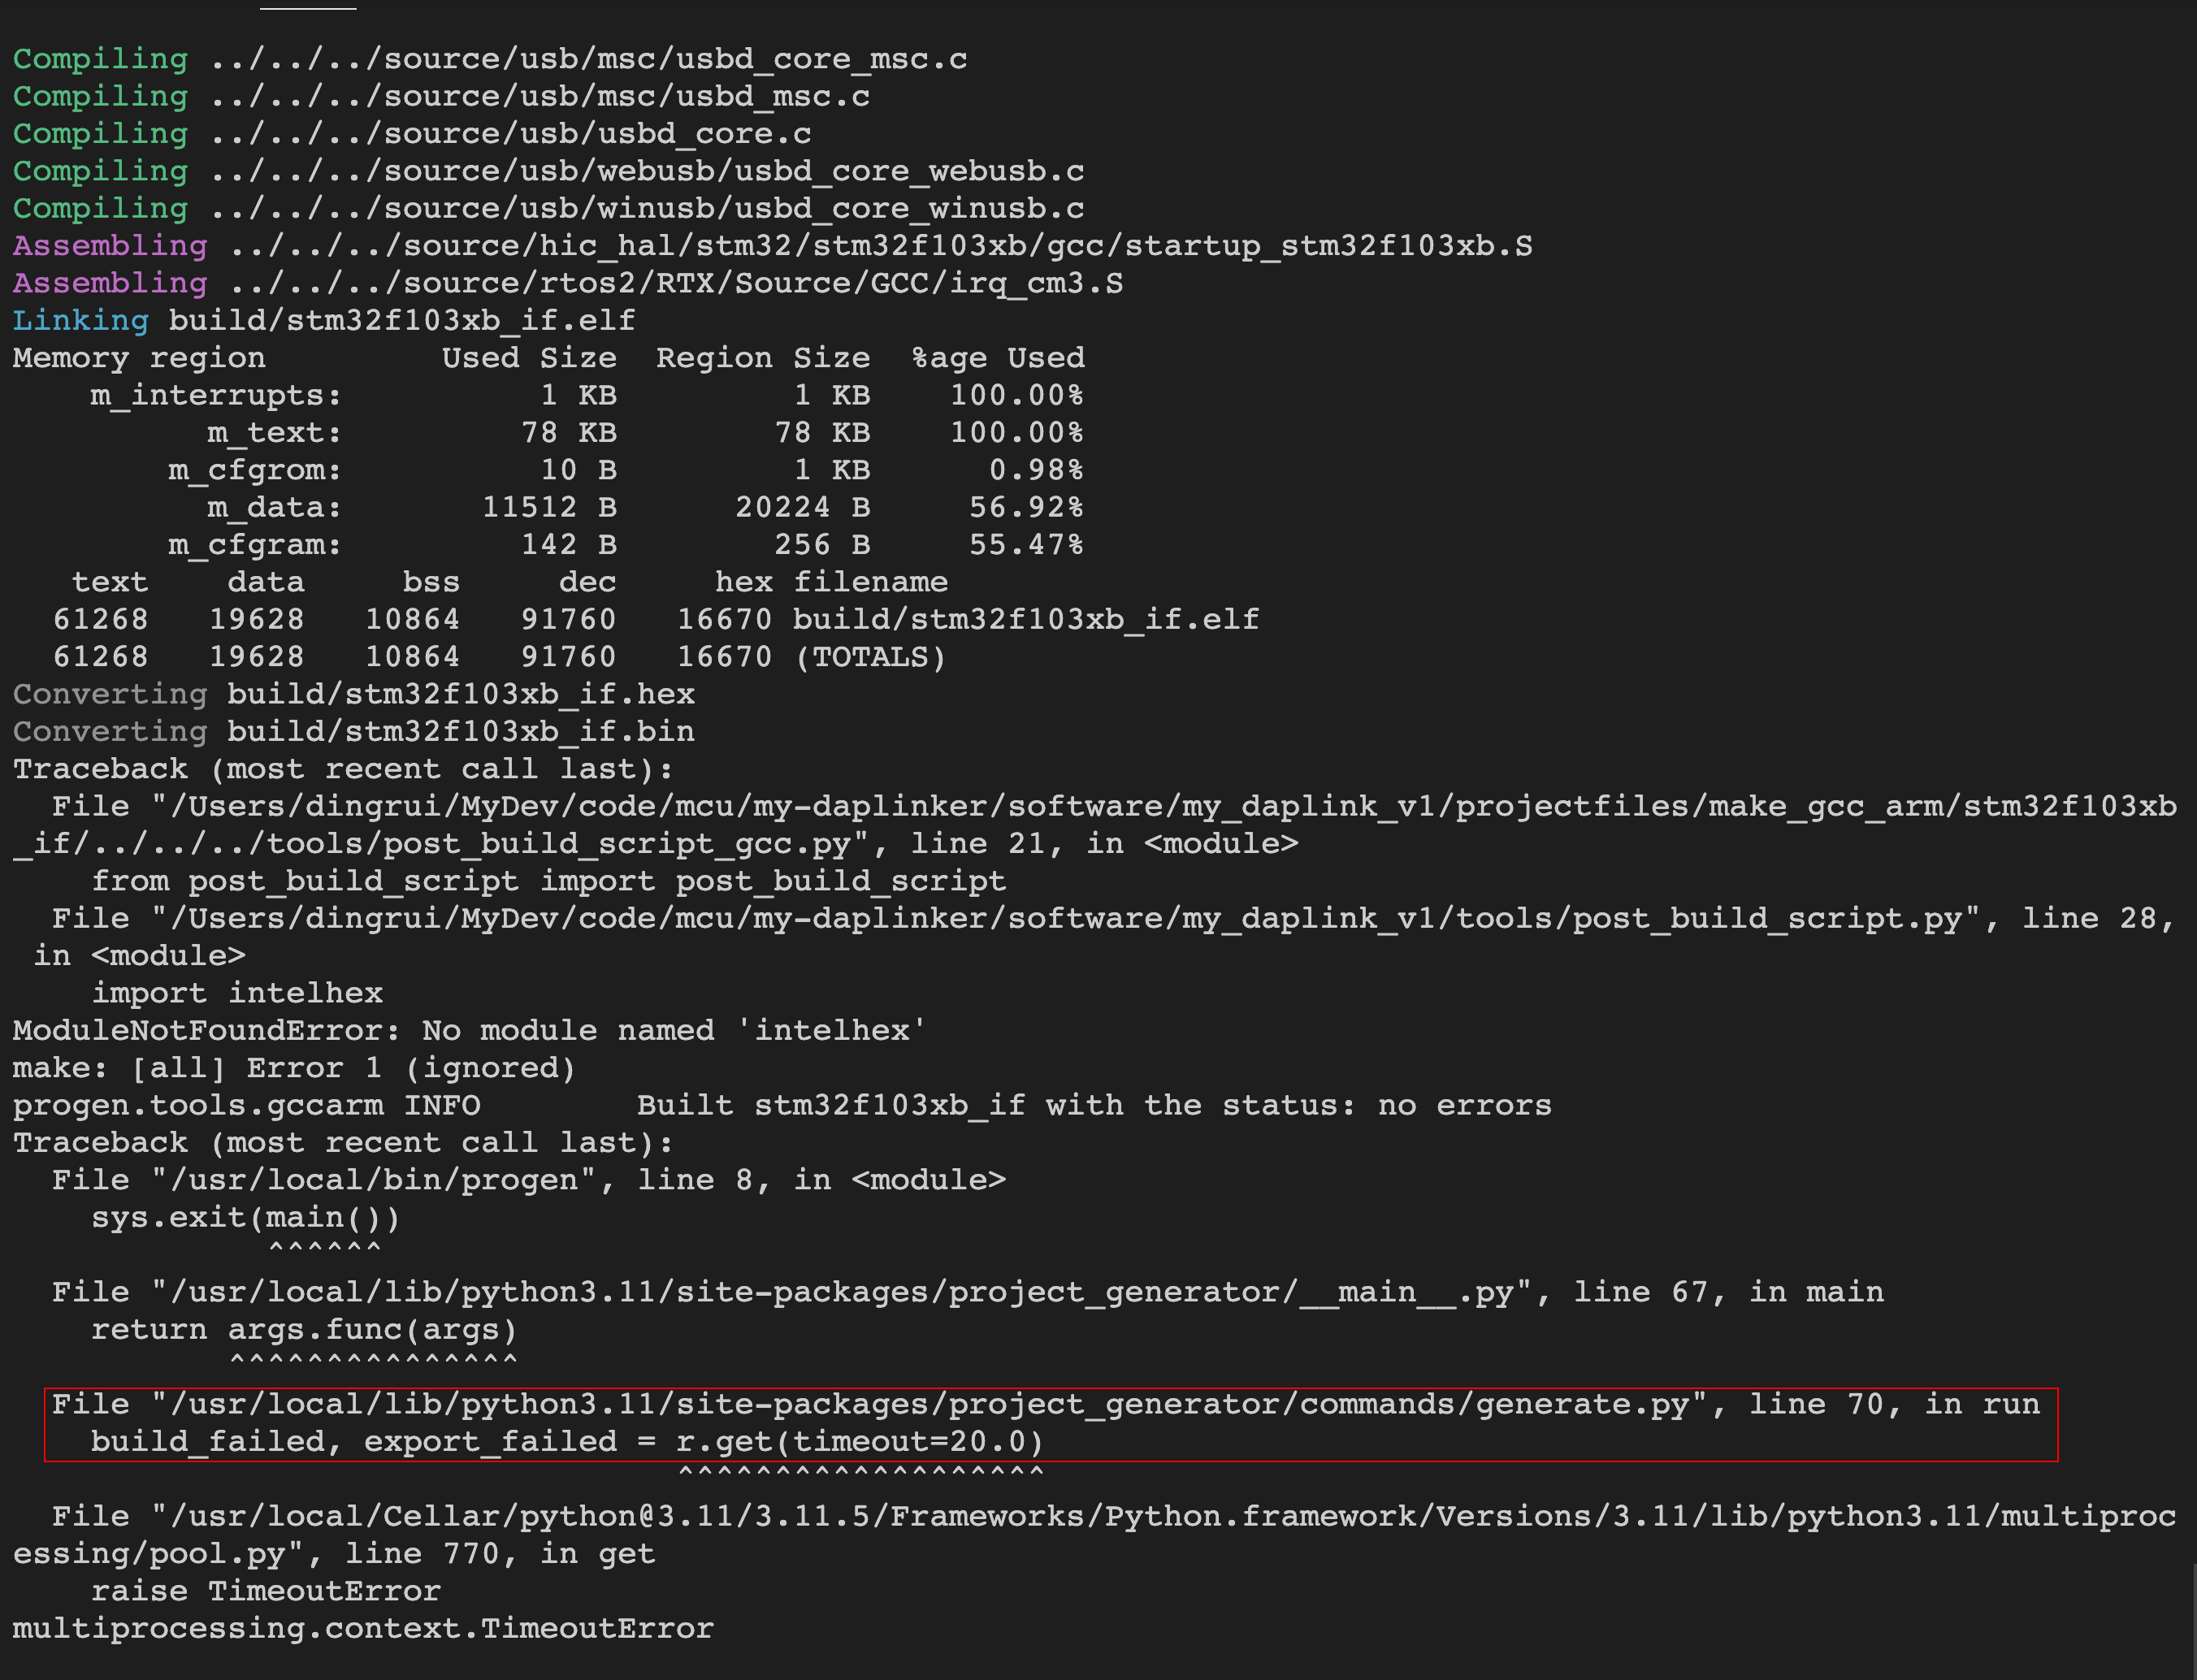 Compiling ../../../source/usb/msc/usbd_core_msc.c
Compiling ../../../source/usb/msc/usbd_msc.c
Compiling ../../../source/usb/usbd_core.c
Compiling ../../../source/usb/webusb/usbd_core_webusb.c
Compiling ../../../source/usb/winusb/usbd_core_winusb.c
Assembling ../../../source/hic_hal/stm32/stm32f103xb/gcc/startup_stm32f103xb.S
Assembling ../../../source/rtos2/RTX/Source/GCC/irq_cm3.S
Linking build/stm32f103xb_if.elf
Memory region         Used Size  Region Size  %age Used
    m_interrupts:          1 KB         1 KB    100.00%
          m_text:         78 KB        78 KB    100.00%
        m_cfgrom:          10 B         1 KB      0.98%
          m_data:       11512 B      20224 B     56.92%
        m_cfgram:         142 B        256 B     55.47%
   text    data     bss     dec     hex filename
  61268   19628   10864   91760   16670 build/stm32f103xb_if.elf
  61268   19628   10864   91760   16670 (TOTALS)
Converting build/stm32f103xb_if.hex
Converting build/stm32f103xb_if.bin
Traceback (most recent call last):
  File "/Users/dingrui/MyDev/code/mcu/my-daplinker/software/my_daplink_v1/projectfiles/make_gcc_arm/stm32f103xb
_if/../../../tools/post_build_script_gcc.py", line 21, in <module>
    from post_build_script import post_build_script
  File "/Users/dingrui/MyDev/code/mcu/my-daplinker/software/my_daplink_v1/tools/post_build_script.py", line 28,
 in <module>
    import intelhex
ModuleNotFoundError: No module named 'intelhex'
make: [all] Error 1 (ignored)
progen.tools.gccarm INFO        Built stm32f103xb_if with the status: no errors
Traceback (most recent call last):
  File "/usr/local/bin/progen", line 8, in <module>
    sys.exit(main())
             ^^^^^^
  File "/usr/local/lib/python3.11/site-packages/project_generator/__main__.py", line 67, in main
    return args.func(args)
           ^^^^^^^^^^^^^^^
  File "/usr/local/lib/python3.11/site-packages/project_generator/commands/generate.py", line 70, in run
    build_failed, export_failed = r.get(timeout=20.0)
                                  ^^^^^^^^^^^^^^^^^^^
  File "/usr/local/Cellar/python@3.11/3.11.5/Frameworks/Python.framework/Versions/3.11/lib/python3.11/multiproc
essing/pool.py", line 770, in get
    raise TimeoutError
multiprocessing.context.TimeoutError